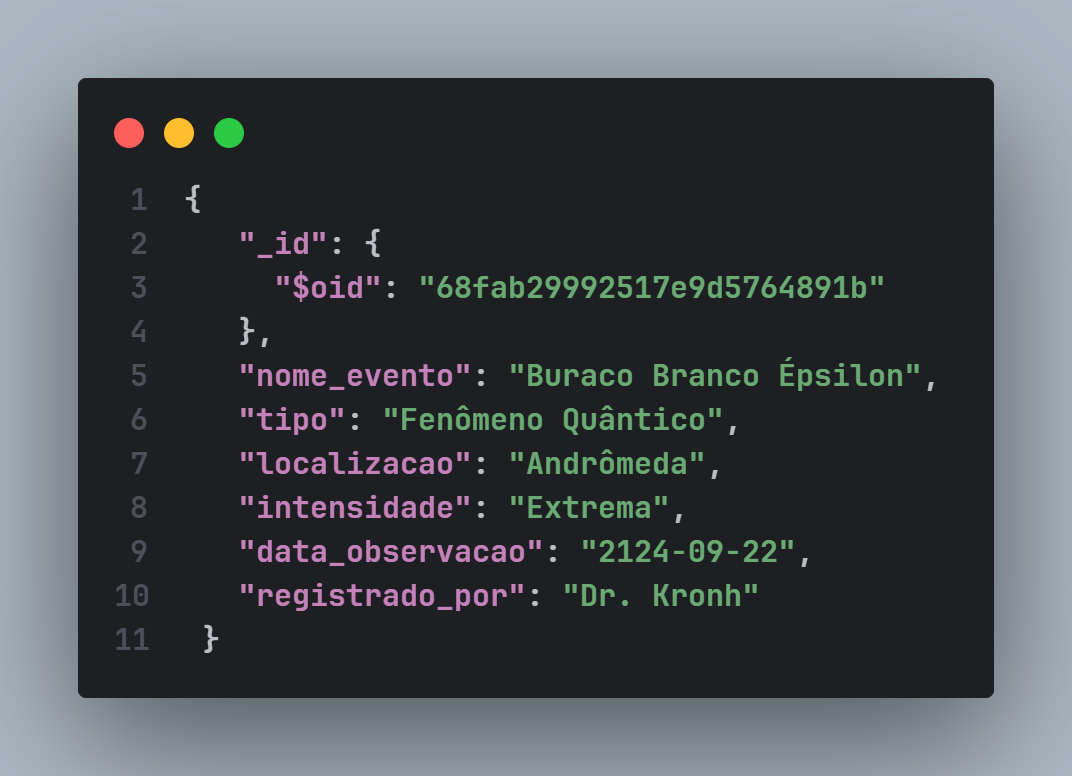 1 {
2 "_id": {
3 "$oid": "68fab29992517e9d5764891b"
4 },
5 "nome_evento": "Buraco Branco Épsilon",
6 "tipo": "Fenômeno Quântico",
7 "localizacao": "Andrômeda",
8 "intensidade": "Extrema",
9 "data_observacao": "2124-09-22",
10 "registrado_por": "Dr. Kronh"
11 }